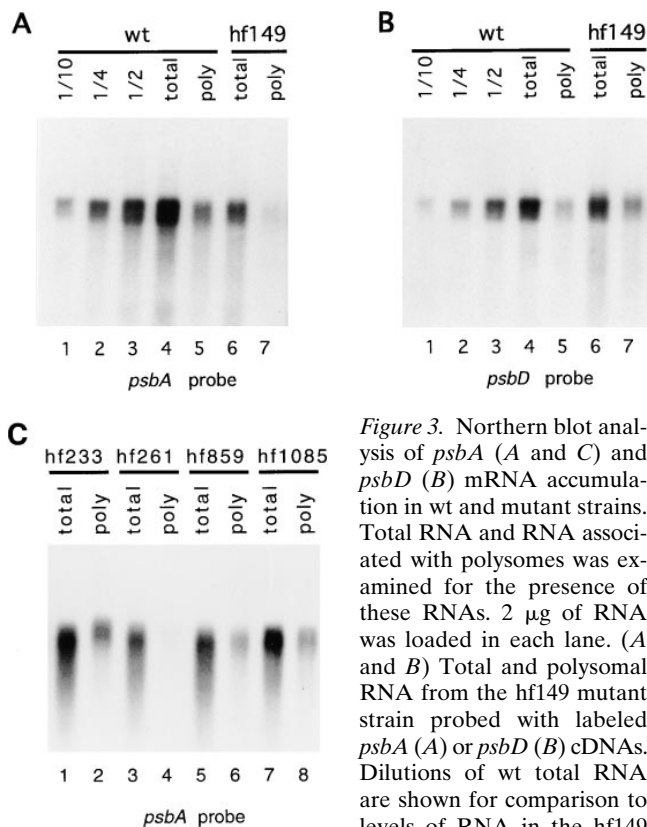 A
wt hf149
1/10 1/4 1/2 total poly total poly
1 2 3 4 5 6 7
psbA probe
B
wt hf149
1/10 1/4 1/2 total poly total poly
1 2 3 4 5 6 7
psbD probe
C
hf233 hf261 hf859 hf1085
total poly total poly total poly total poly
1 2 3 4 5 6 7 8
psbA probe
Figure 3. Northern blot anal-
ysis of psbA (A and C) and
psbD (B) mRNA accumula-
tion in wt and mutant strains.
Total RNA and RNA associ-
ated with polysomes was ex-
amined for the presence of
these RNAs. 2 μg of RNA
was loaded in each lane. (A
and B) Total and polysomal
RNA from the hf149 mutant
strain probed with labeled
psbA (A) or psbD (B) cDNAs.
Dilutions of wt total RNA
are shown for comparison to
levels of RNA in the hf149